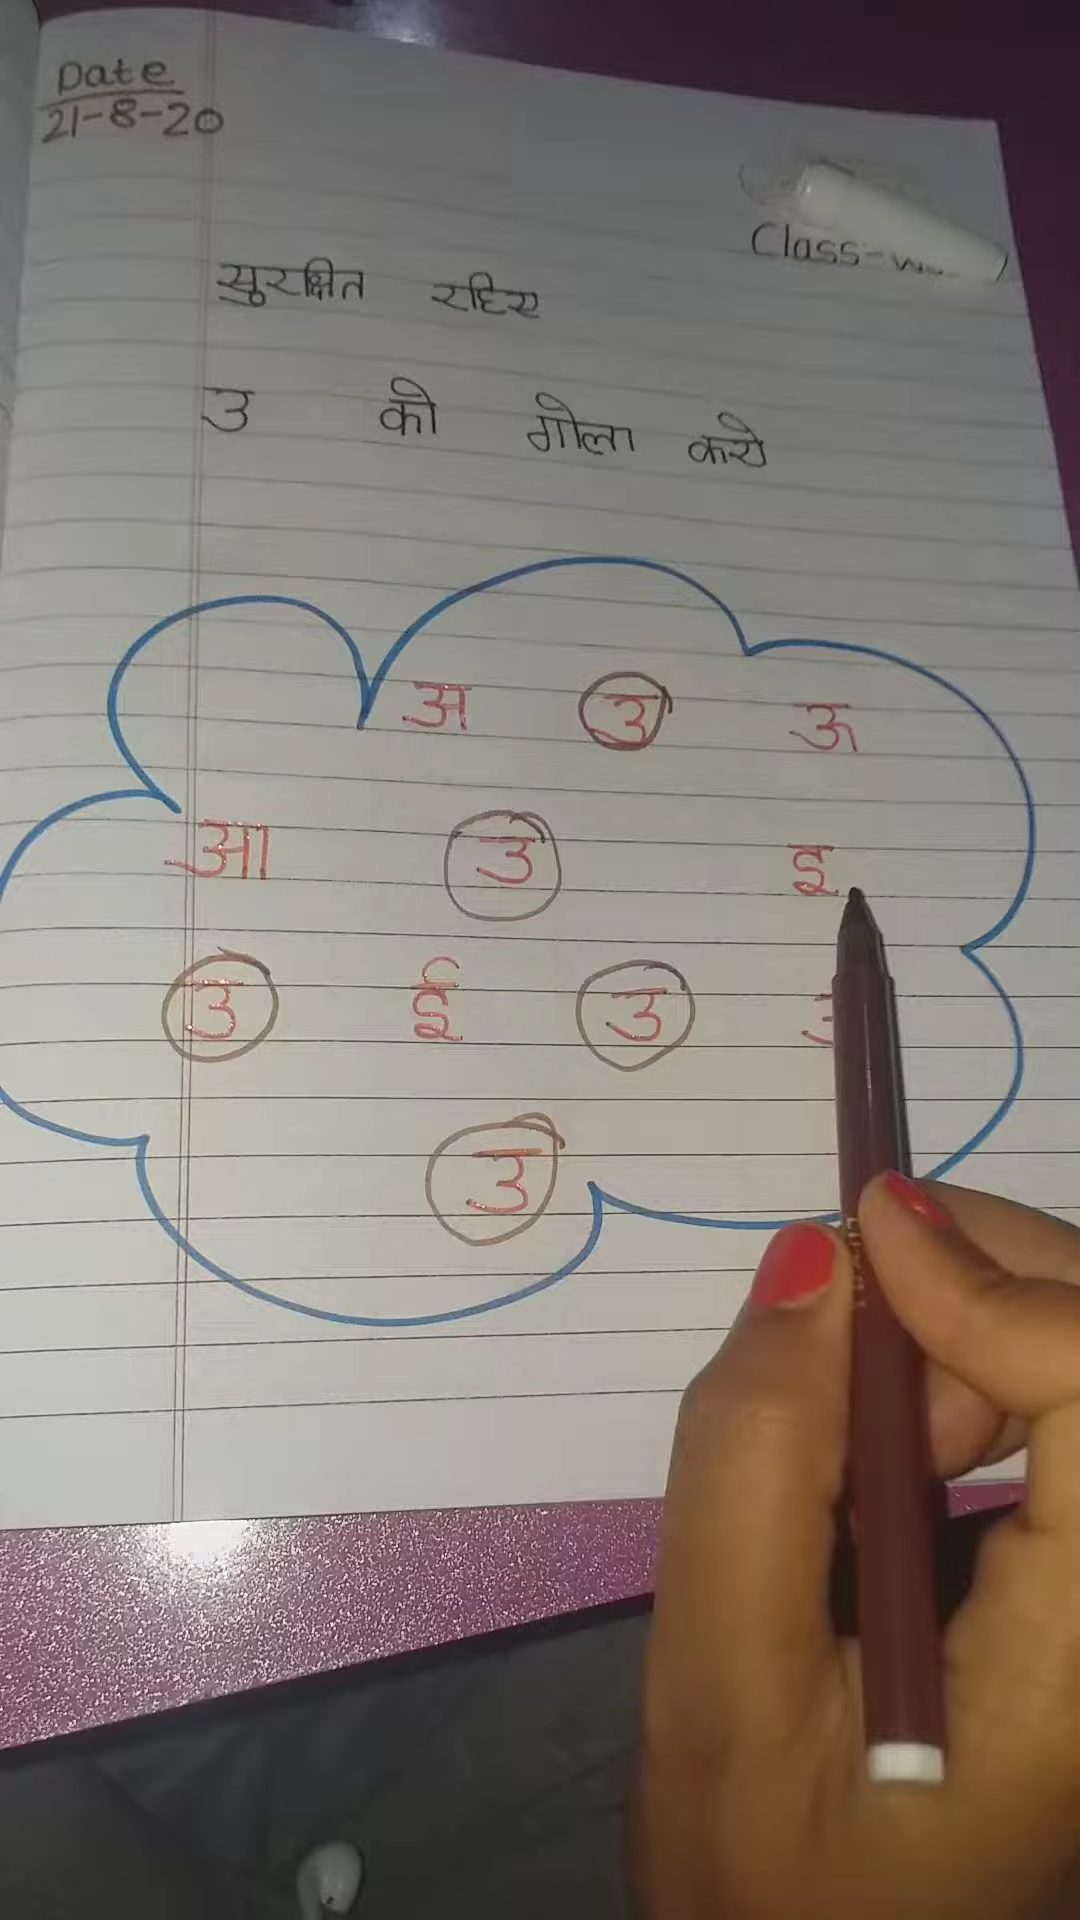 Date
21-8-20
Class-
सुरक्षित रहिए
उ को गोला करो
अ उ ऊ
आ उ इ
उ ई उ
उ